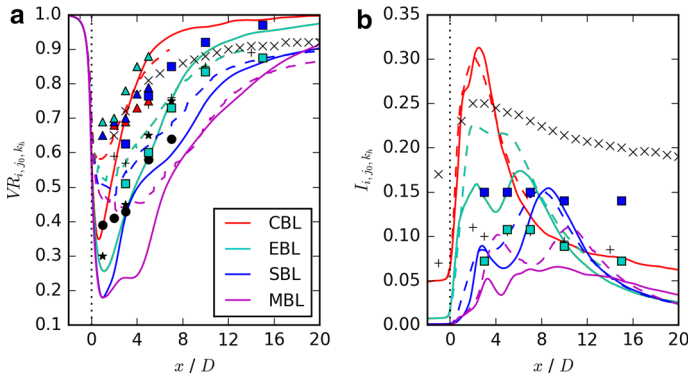 a
b
1.0
0.9
0.8
0.7
0.6
0.5
0.4
0.3
0.2
0.1
VR_{i, j_0, k_h}
CBL
EBL
SBL
MBL
0 4 8 12 16 20
x / D
0.35
0.30
0.25
0.20
0.15
0.10
0.05
0.00
I_{i, j_0, k_h}
0 4 8 12 16 20
x / D